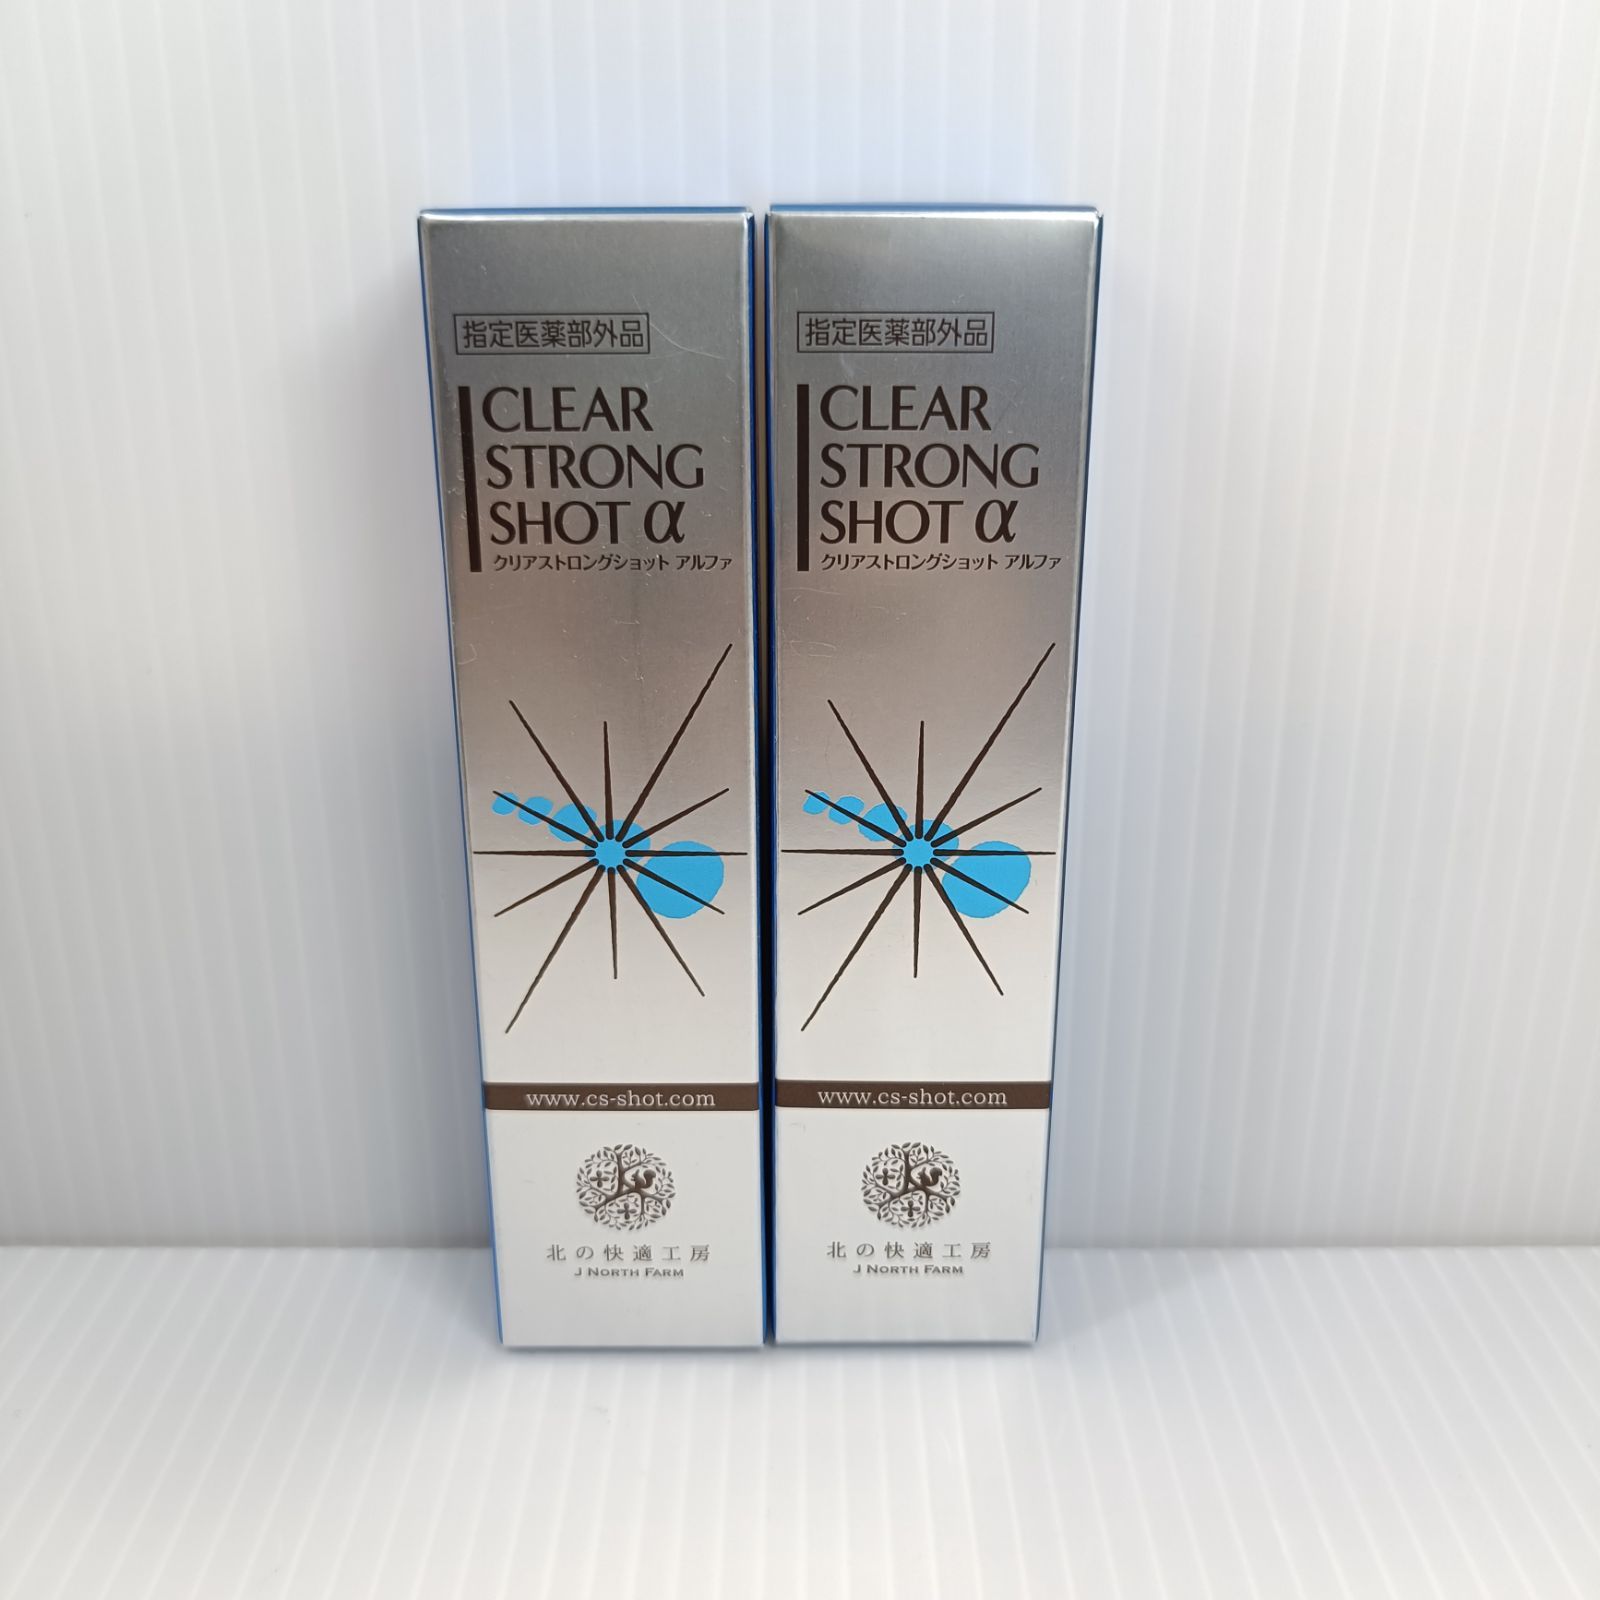 指定医薬部外品
CLEAR
STRONG
SHOT α
クリアストロングショット アルファ
www.cs-shot.com
北の快適工房
J NORTH FARM
指定医薬部外品
CLEAR
STRONG
SHOT α
クリアストロングショット アルファ
www.cs-shot.com
北の快適工房
J NORTH FARM